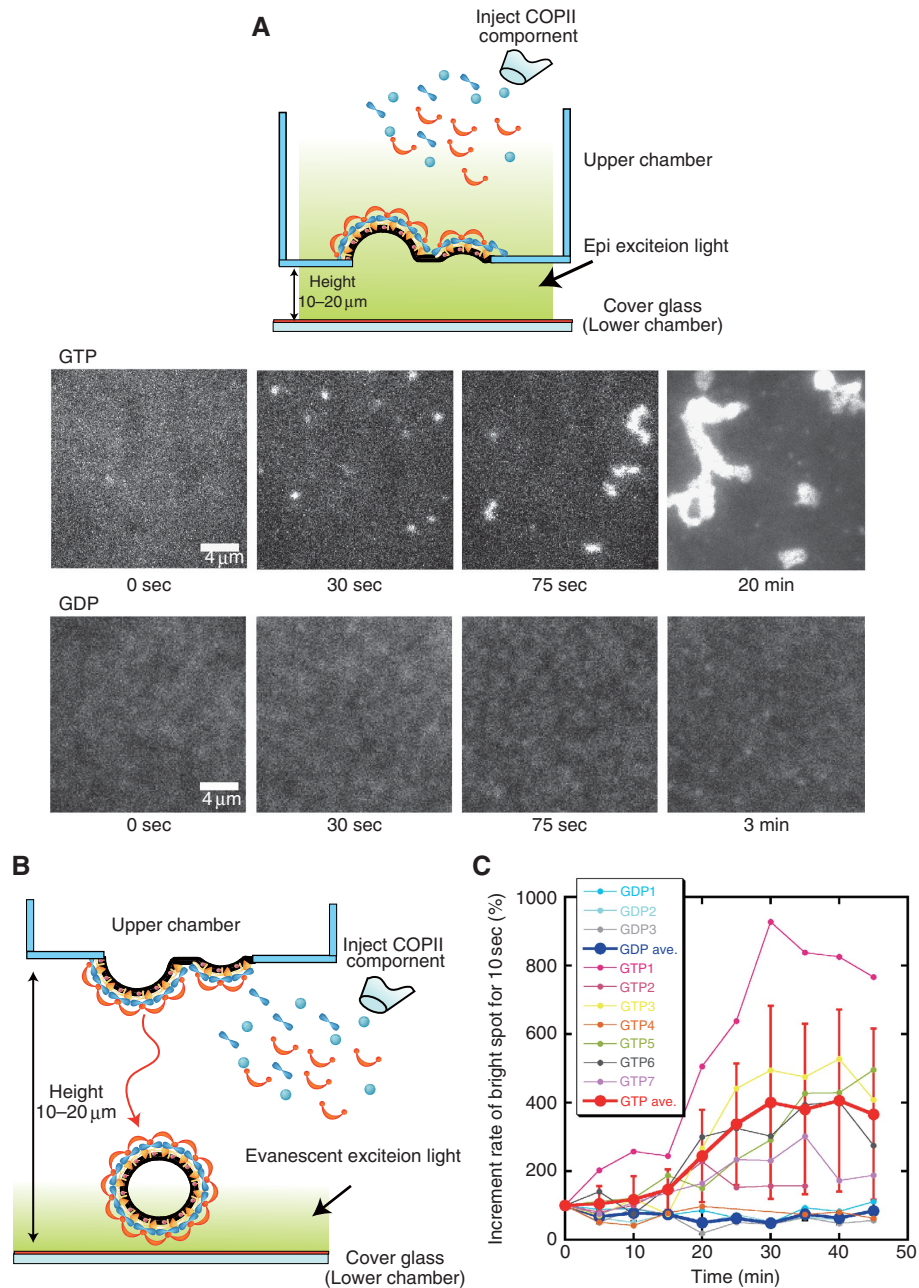 A
Inject COPII
compornent
Upper chamber
Epi exciteion light
Height
10–20 μm
Cover glass
(Lower chamber)
GTP
4 μm
0 sec
30 sec
75 sec
20 min
GDP
4 μm
0 sec
30 sec
75 sec
3 min
B
Upper chamber
Inject COPII
compornent
Height
10–20 μm
Evanescent exciteion light
Cover glass
(Lower chamber)
C
Increment rate of bright spot for 10 sec (%)
1000
800
600
400
200
0
GDP1
GDP2
GDP3
GDP ave.
GTP1
GTP2
GTP3
GTP4
GTP5
GTP6
GTP7
GTP ave.
0 10 20 30 40 50
Time (min)